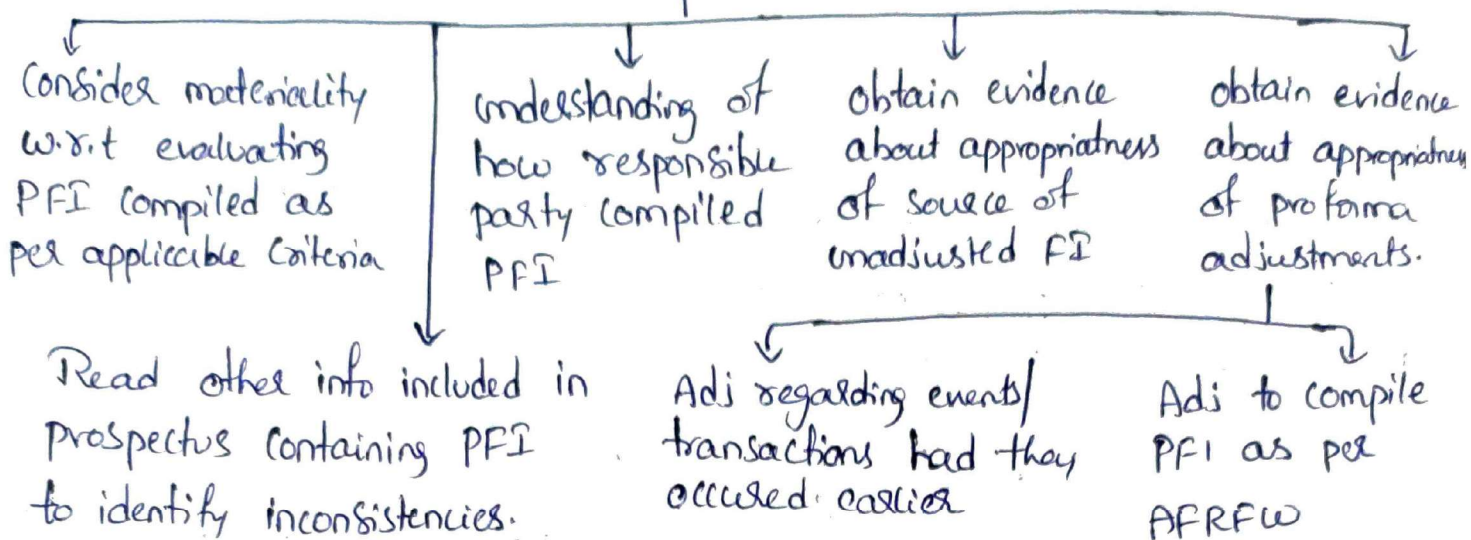 Consider materiality
w.r.t evaluating
PFI compiled as
per applicable Criteria
understanding of
how responsible
party compiled
PFI
obtain evidence
about appropriatness
of source of
unadjusted FI
obtain evidence
about appropriatness
of proforma
adjustments.
Read other info included in
prospectus containing PFI
to identify inconsistencies.
Adj regarding events/
transactions had they
occured earlier
Adj to compile
PFI as per
AFRFW